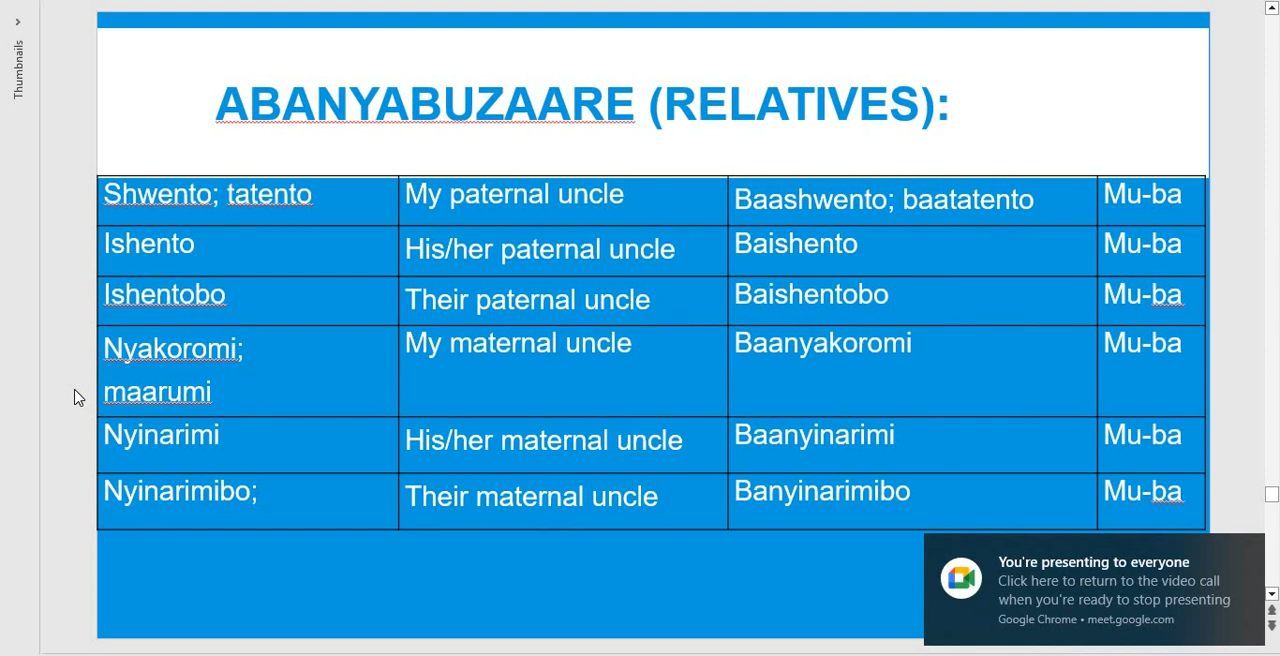 Thumbnails
ABANYABUZAARE (RELATIVES):
Shwento; tatento My paternal uncle Baashwento; baatatento Mu-ba
Ishento His/her paternal uncle Baishento Mu-ba
Ishentobo Their paternal uncle Baishentobo Mu-ba
Nyakoromi; My maternal uncle Baanyakoromi Mu-ba
maarumi
Nyinarimi His/her maternal uncle Baanyinarimi Mu-ba
Nyinarimibo; Their maternal uncle Banyinarimibo Mu-ba
You're presenting to everyone
Click here to return to the video call
when you're ready to stop presenting
Google Chrome • meet.google.com